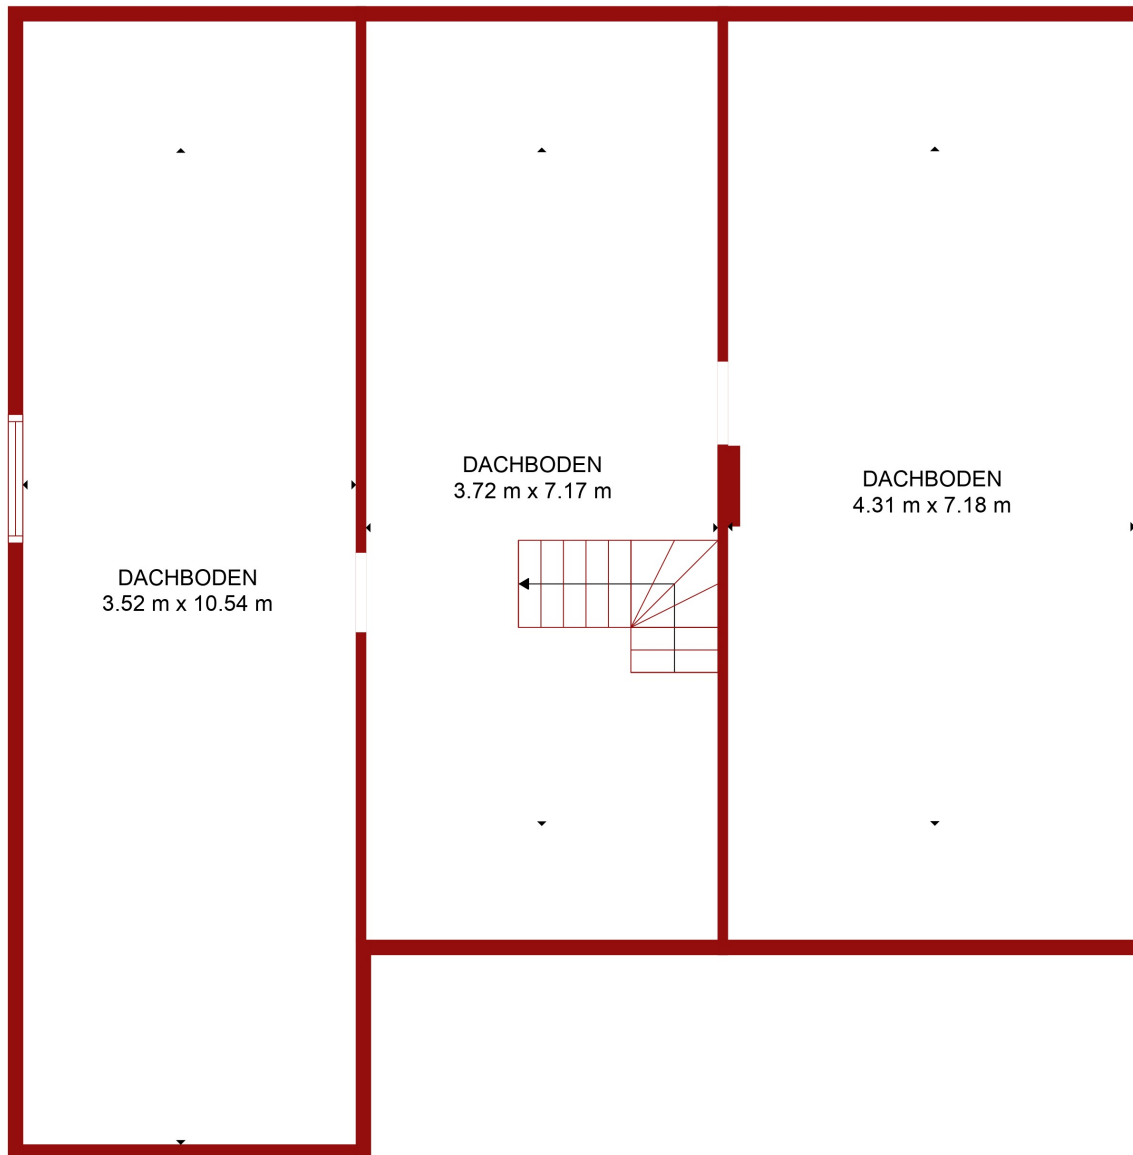 DACHBODEN
3.52 m x 10.54 m
DACHBODEN
3.72 m x 7.17 m
DACHBODEN
4.31 m x 7.18 m